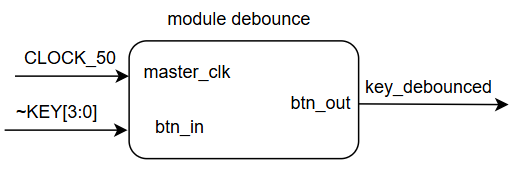 module debounce
CLOCK_50
master_clk
key_debounced
btn_out
~KEY[3:0]
btn_in